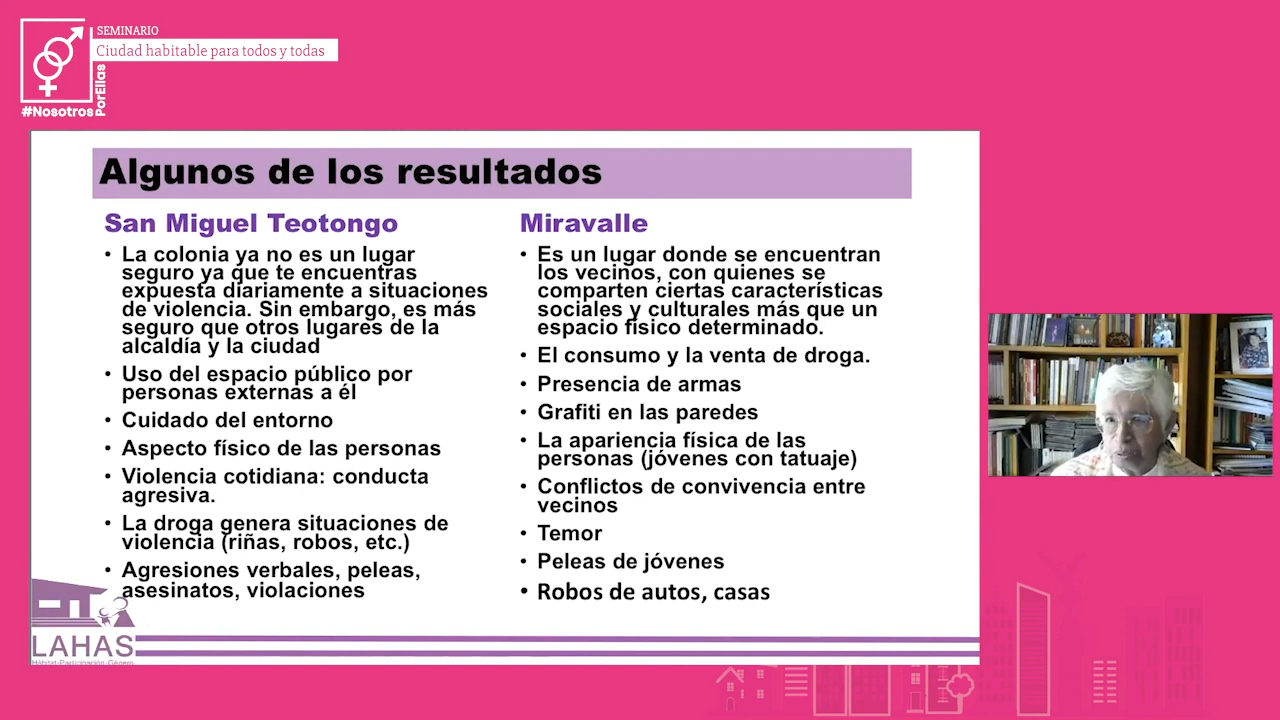 SEMINARIO
Ciudad habitable para todos y todas
#Nosotros
PorEllas
Algunos de los resultados
San Miguel Teotongo
• La colonia ya no es un lugar
seguro ya que te encuentras
expuesta diariamente a situaciones
de violencia. Sin embargo, es más
seguro que otros lugares de la
alcaldía y la ciudad
• Uso del espacio público por
personas externas a él
• Cuidado del entorno
• Aspecto físico de las personas
• Violencia cotidiana: conducta
agresiva.
• La droga genera situaciones de
violencia (riñas, robos, etc.)
• Agresiones verbales, peleas,
asesinatos, violaciones
Miravalle
• Es un lugar donde se encuentran
los vecinos, con quienes se
comparten ciertas características
sociales y culturales más que un
espacio físico determinado.
• El consumo y la venta de droga.
• Presencia de armas
• Grafiti en las paredes
• La apariencia física de las
personas (jóvenes con tatuaje)
• Conflictos de convivencia entre
vecinos
• Temor
• Peleas de jóvenes
• Robos de autos, casas
LAHAS
Hábitat-Participación-Género